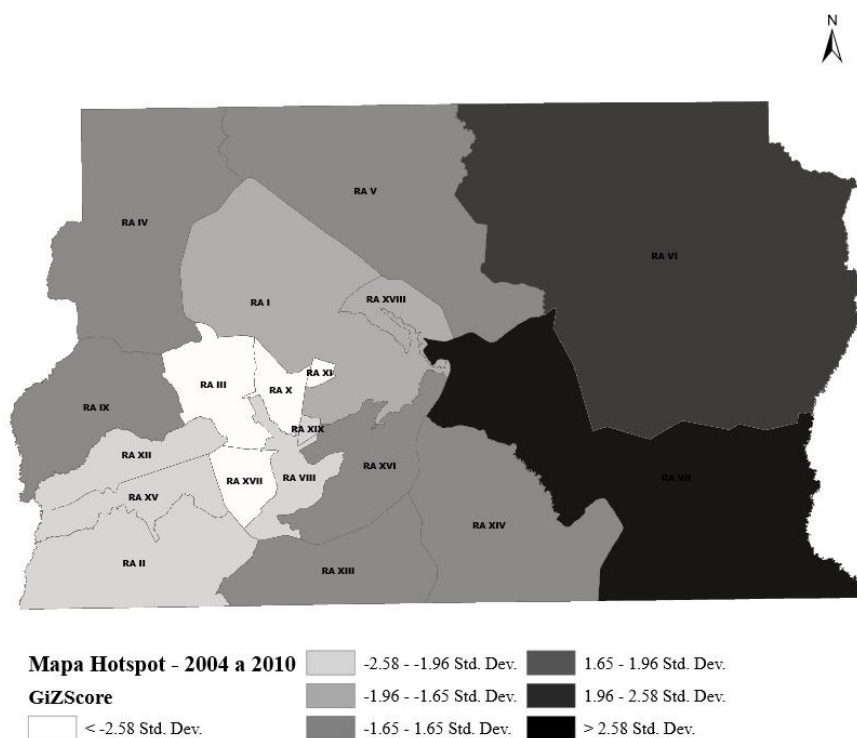 N
RA V
RA IV
RA VI
RA I
RA XVIII
RA XI
RA III
RA X
RA IX
RA XIX
RA XII
RA XVI
RA XVII
RA VIII
RA VII
RA XV
RA XIV
RA II
RA XIII
Mapa Hotspot - 2004 a 2010
GiZScore
< -2.58 Std. Dev.
-2.58 - -1.96 Std. Dev.
-1.96 - -1.65 Std. Dev.
-1.65 - 1.65 Std. Dev.
1.65 - 1.96 Std. Dev.
1.96 - 2.58 Std. Dev.
> 2.58 Std. Dev.